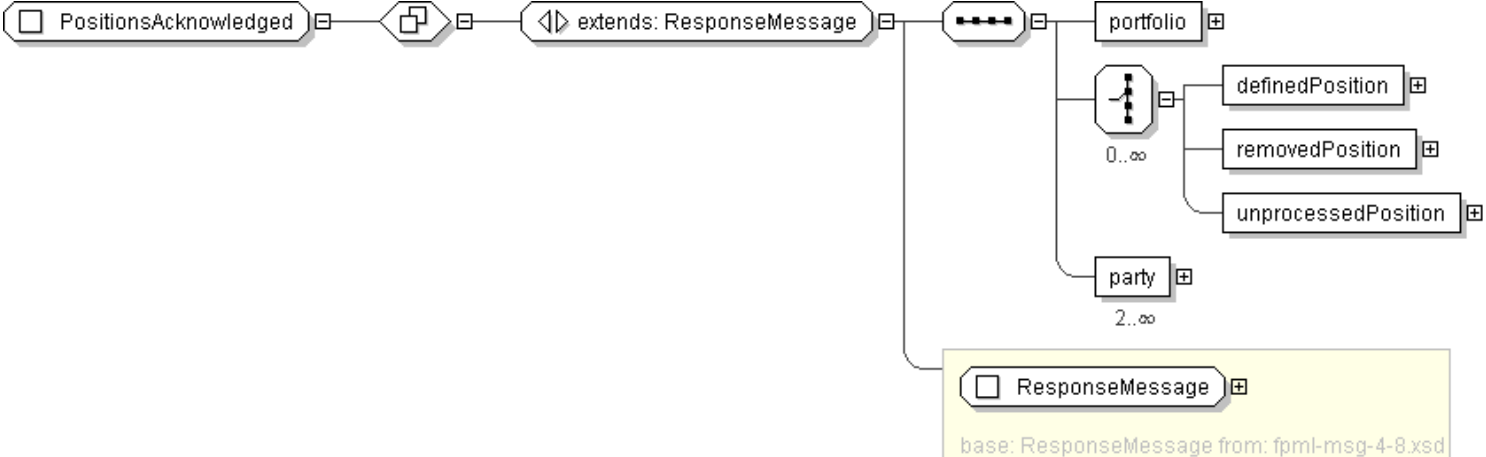 PositionsAcknowledged
extends: ResponseMessage
portfolio
definedPosition
0..∞
removedPosition
unprocessedPosition
party
2..∞
ResponseMessage
base: ResponseMessage from: fpml-msg-4-8.xsd